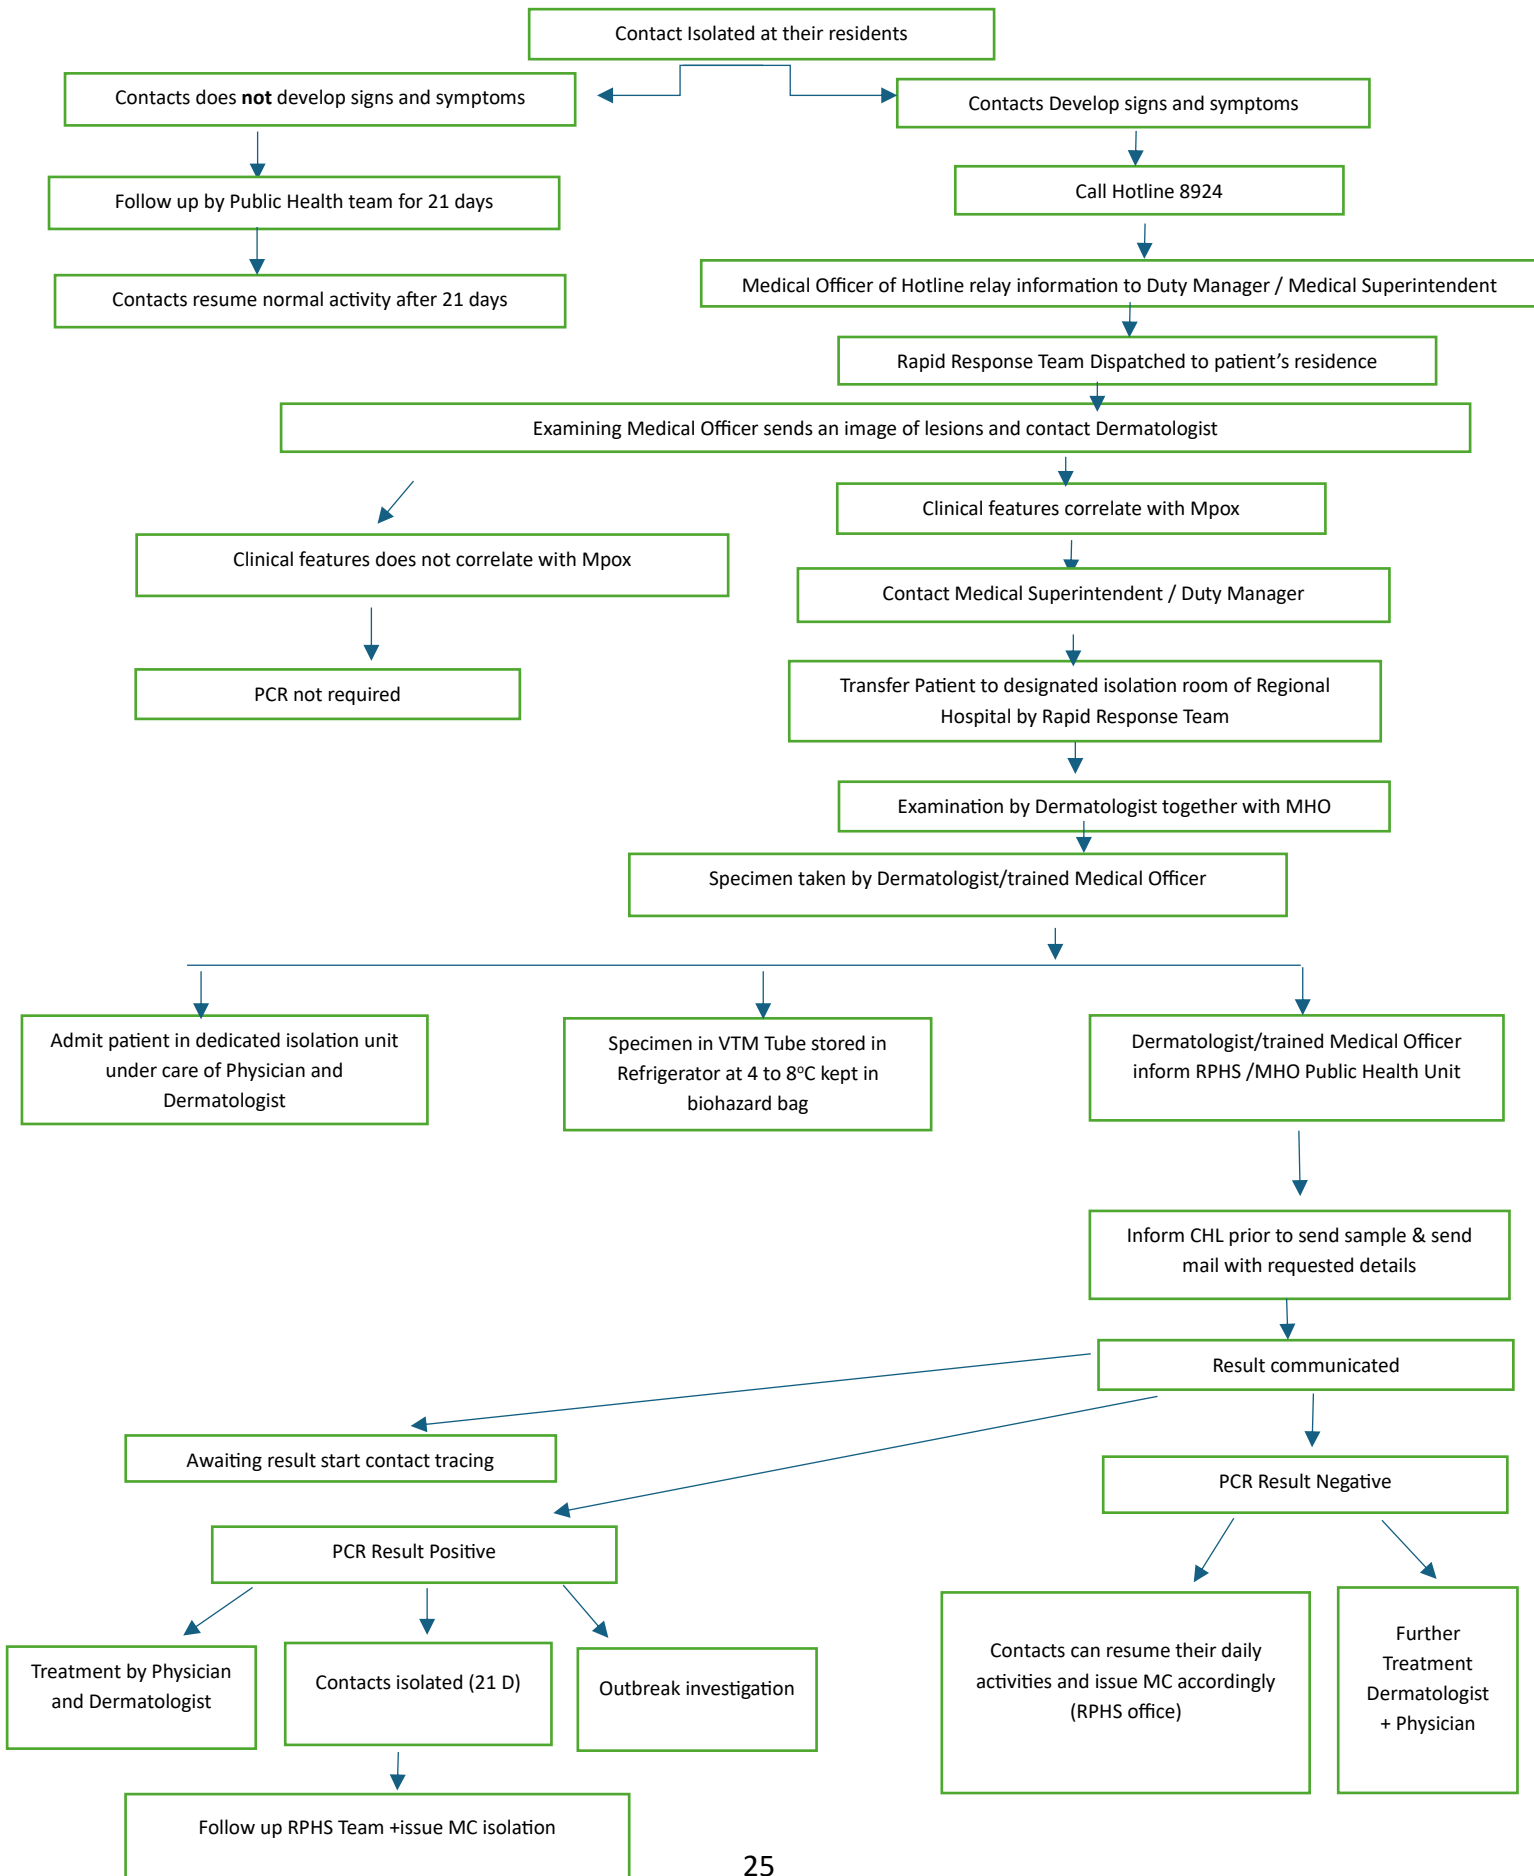 Contact Isolated at their residents
Contacts does not develop signs and symptoms
Contacts Develop signs and symptoms
Follow up by Public Health team for 21 days
Call Hotline 8924
Contacts resume normal activity after 21 days
Medical Officer of Hotline relay information to Duty Manager / Medical Superintendent
Rapid Response Team Dispatched to patient’s residence
Examining Medical Officer sends an image of lesions and contact Dermatologist
Clinical features correlate with Mpox
Clinical features does not correlate with Mpox
Contact Medical Superintendent / Duty Manager
PCR not required
Transfer Patient to designated isolation room of Regional
Hospital by Rapid Response Team
Examination by Dermatologist together with MHO
Specimen taken by Dermatologist/trained Medical Officer
Admit patient in dedicated isolation unit
under care of Physician and
Dermatologist
Specimen in VTM Tube stored in
Refrigerator at 4 to 8°C kept in
biohazard bag
Dermatologist/trained Medical Officer
inform RPHS /MHO Public Health Unit
Inform CHL prior to send sample & send
mail with requested details
Result communicated
Awaiting result start contact tracing
PCR Result Negative
PCR Result Positive
Treatment by Physician
and Dermatologist
Contacts isolated (21 D)
Outbreak investigation
Contacts can resume their daily
activities and issue MC accordingly
(RPHS office)
Further
Treatment
Dermatologist
+ Physician
Follow up RPHS Team +issue MC isolation
25